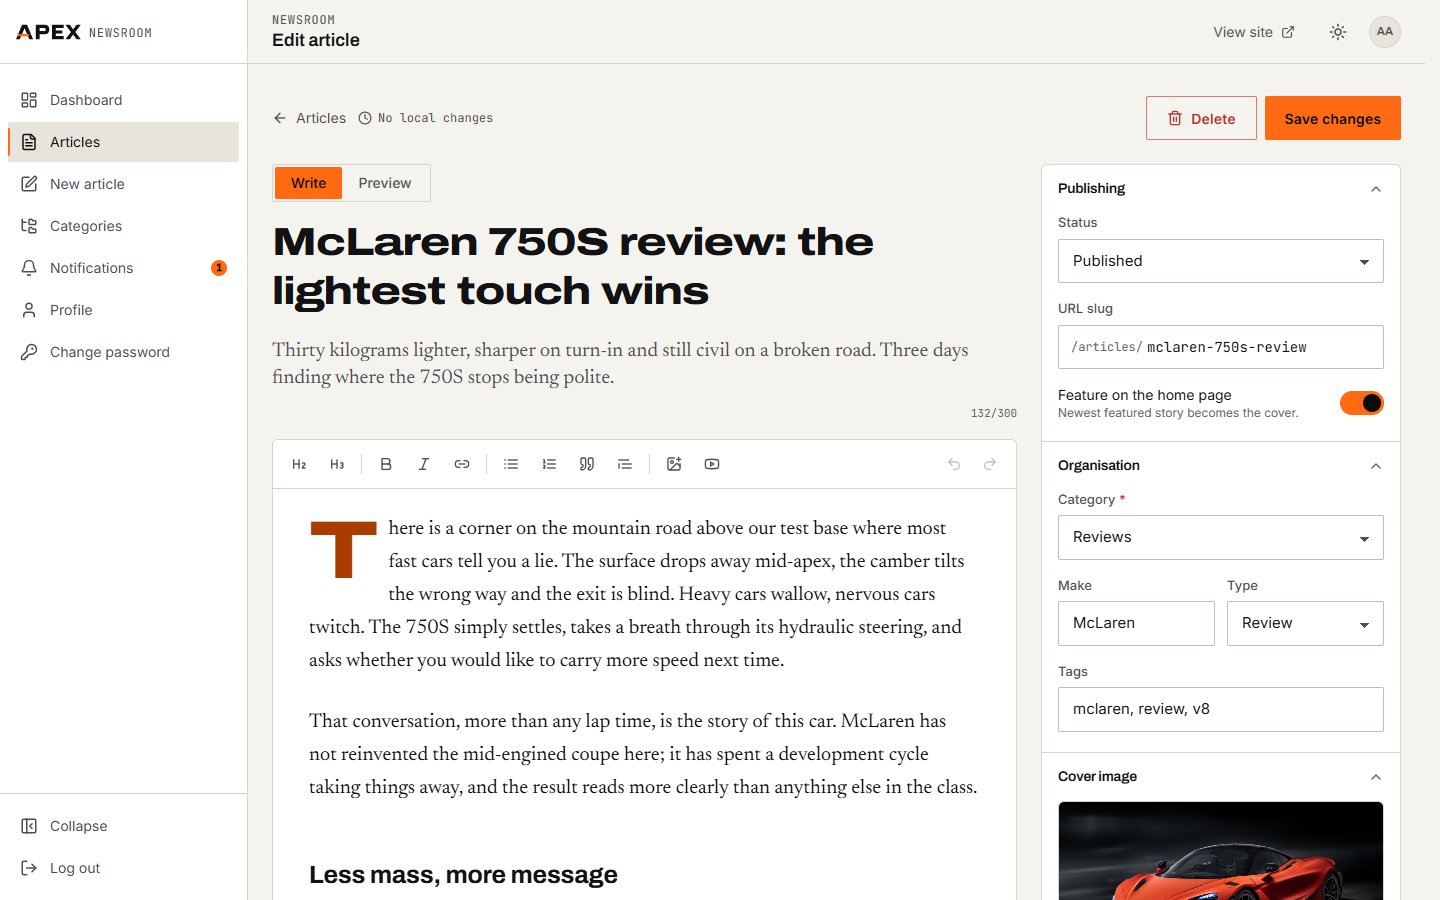 APEX NEWSROOM
Dashboard
Articles
New article
Categories
Notifications 1
Profile
Change password
Collapse
Log out
NEWSROOM
Edit article
View site
AA
Articles No local changes
Delete
Save changes
Write Preview
McLaren 750S review: the
lightest touch wins
Thirty kilograms lighter, sharper on turn-in and still civil on a broken road. Three days
finding where the 750S stops being polite.
132/300
H2 H3 B I
There is a corner on the mountain road above our test base where most
fast cars tell you a lie. The surface drops away mid-apex, the camber tilts
the wrong way and the exit is blind. Heavy cars wallow, nervous cars
twitch. The 750S simply settles, takes a breath through its hydraulic steering, and
asks whether you would like to carry more speed next time.
That conversation, more than any lap time, is the story of this car. McLaren has
not reinvented the mid-engined coupe here; it has spent a development cycle
taking things away, and the result reads more clearly than anything else in the class.
Less mass, more message
Publishing
Status
Published
URL slug
/articles/ mclaren-750s-review
Feature on the home page
Newest featured story becomes the cover.
Organisation
Category *
Reviews
Make Type
McLaren Review
Tags
mclaren, review, v8
Cover image